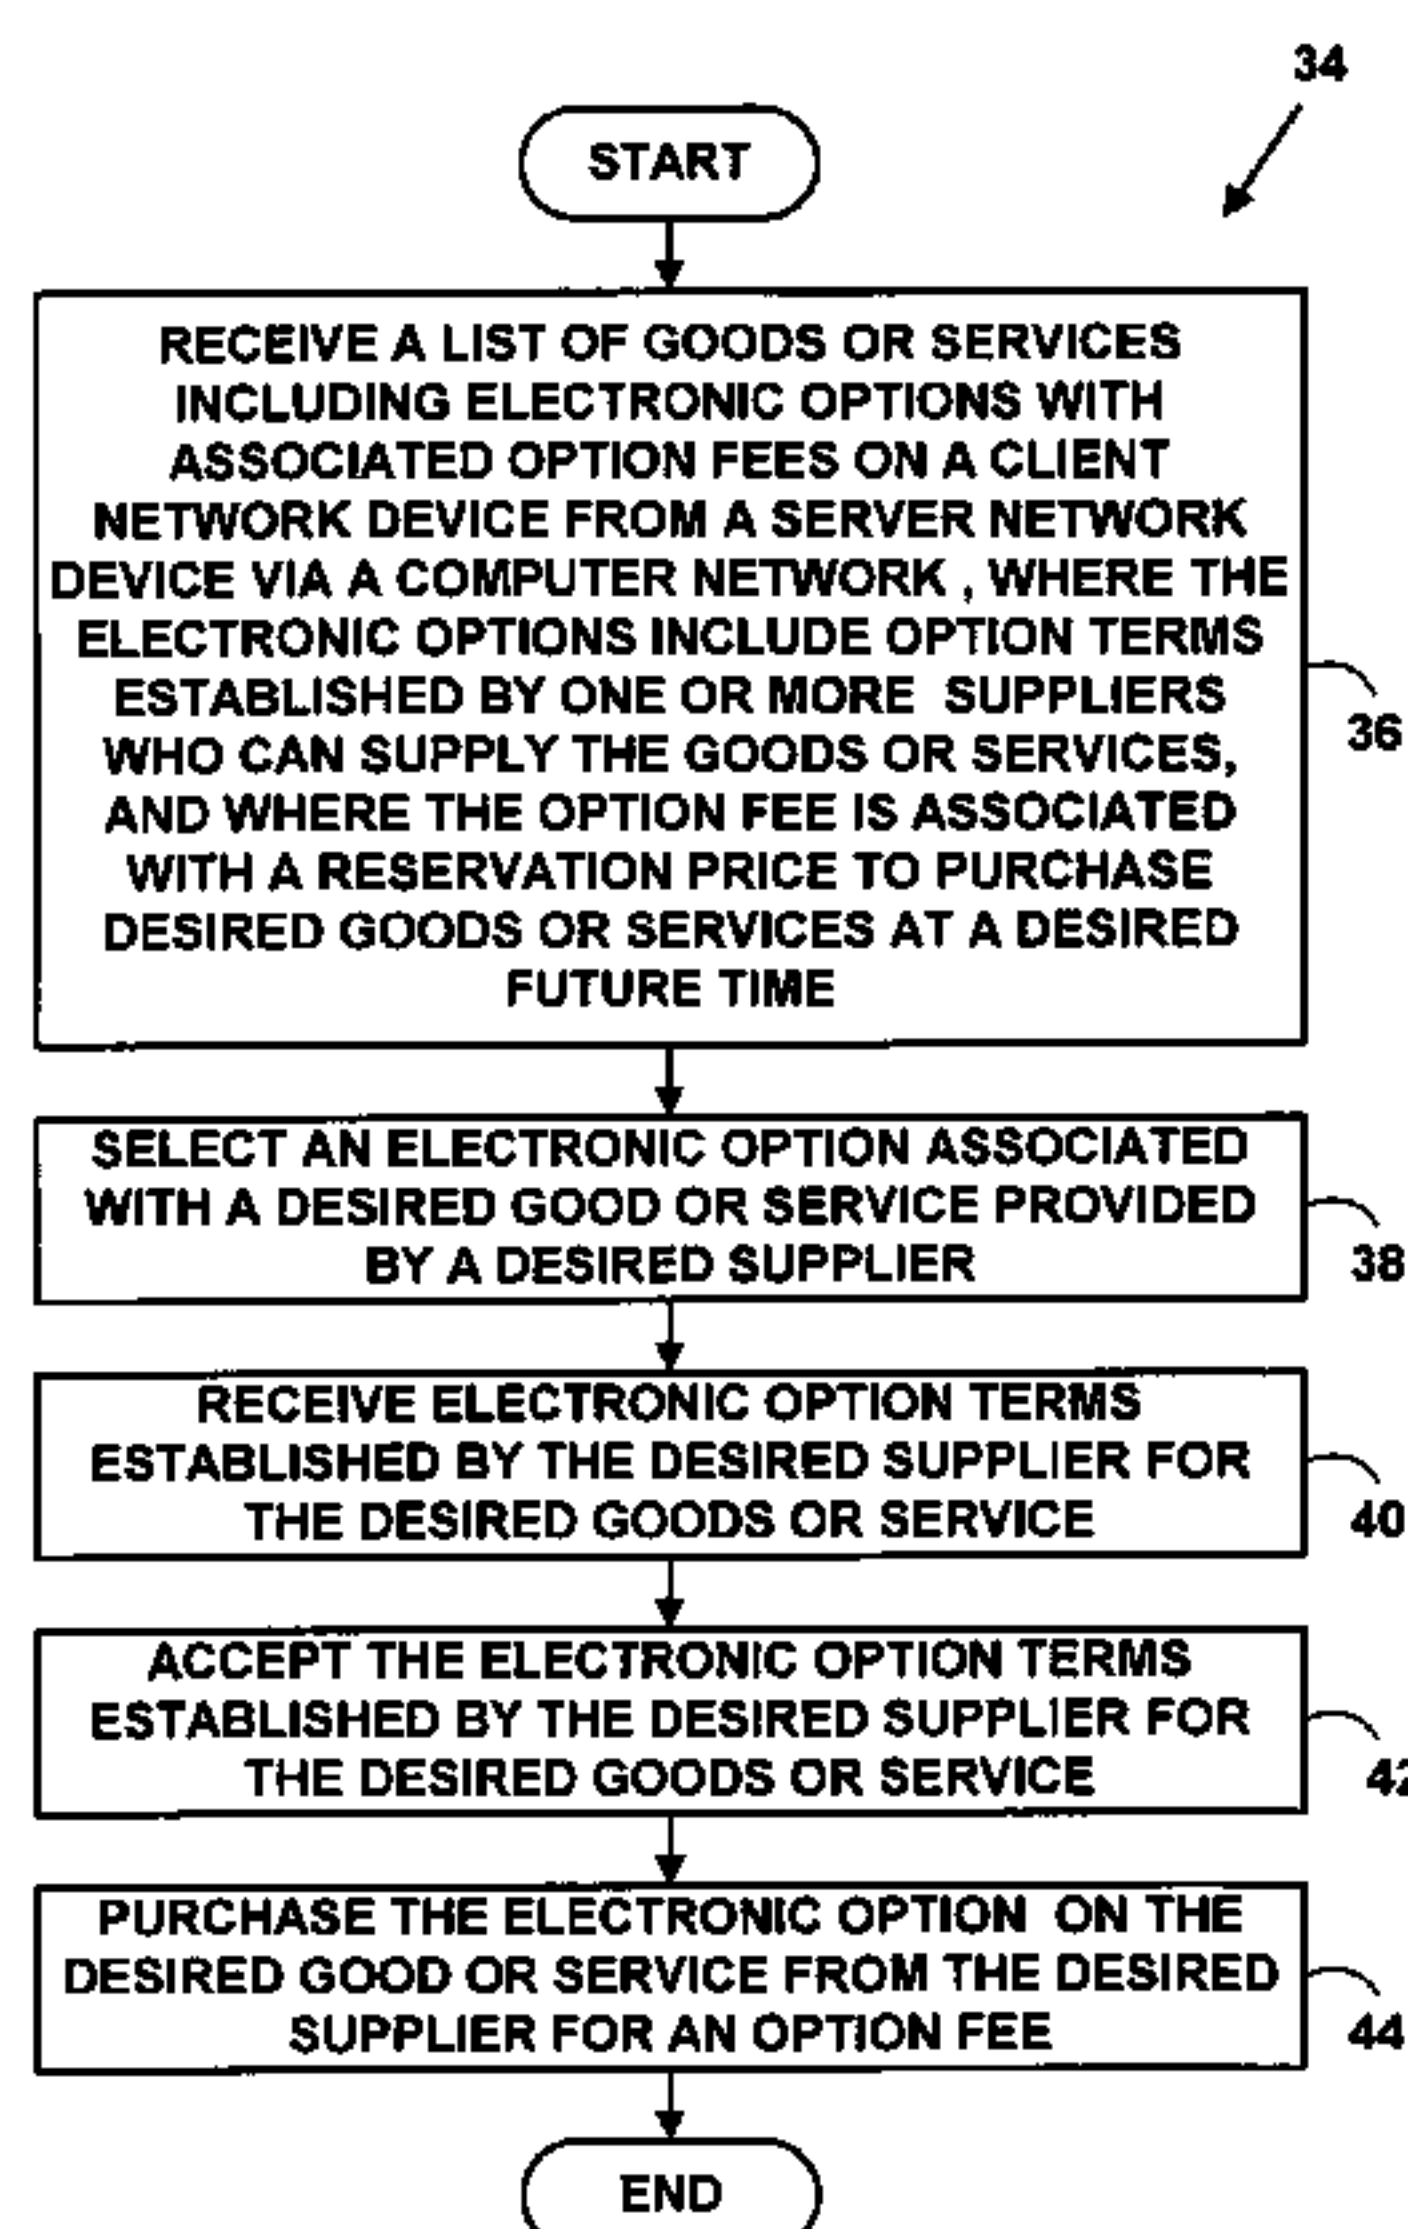 34
START
RECEIVE A LIST OF GOODS OR SERVICES
INCLUDING ELECTRONIC OPTIONS WITH
ASSOCIATED OPTION FEES ON A CLIENT
NETWORK DEVICE FROM A SERVER NETWORK
DEVICE VIA A COMPUTER NETWORK , WHERE THE
ELECTRONIC OPTIONS INCLUDE OPTION TERMS
ESTABLISHED BY ONE OR MORE SUPPLIERS
WHO CAN SUPPLY THE GOODS OR SERVICES,
AND WHERE THE OPTION FEE IS ASSOCIATED
WITH A RESERVATION PRICE TO PURCHASE
DESIRED GOODS OR SERVICES AT A DESIRED
FUTURE TIME
36
SELECT AN ELECTRONIC OPTION ASSOCIATED
WITH A DESIRED GOOD OR SERVICE PROVIDED
BY A DESIRED SUPPLIER
38
RECEIVE ELECTRONIC OPTION TERMS
ESTABLISHED BY THE DESIRED SUPPLIER FOR
THE DESIRED GOODS OR SERVICE
40
ACCEPT THE ELECTRONIC OPTION TERMS
ESTABLISHED BY THE DESIRED SUPPLIER FOR
THE DESIRED GOODS OR SERVICE
42
PURCHASE THE ELECTRONIC OPTION ON THE
DESIRED GOOD OR SERVICE FROM THE DESIRED
SUPPLIER FOR AN OPTION FEE
44
END